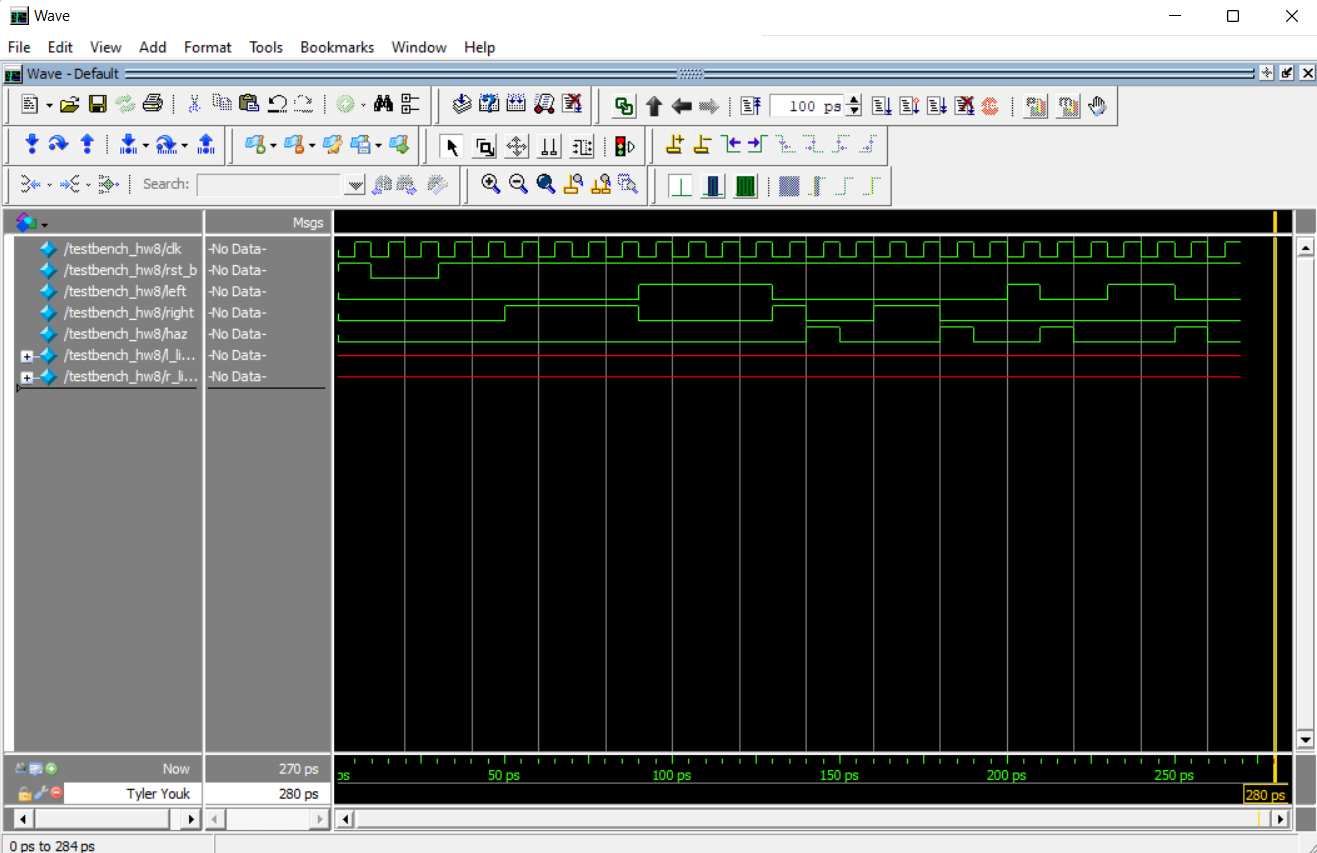 Wave
File Edit View Add Format Tools Bookmarks Window Help
Wave - Default
100 ps
Search:
Msgs
/testbench_hw8/clk -No Data-
/testbench_hw8/rst_b -No Data-
/testbench_hw8/left -No Data-
/testbench_hw8/right -No Data-
/testbench_hw8/haz -No Data-
/testbench_hw8/l_li... -No Data-
/testbench_hw8/r_li... -No Data-
Now 270 ps
ps 50 ps 100 ps 150 ps 200 ps 250 ps
Tyler Youk 280 ps
280 ps
0 ps to 284 ps